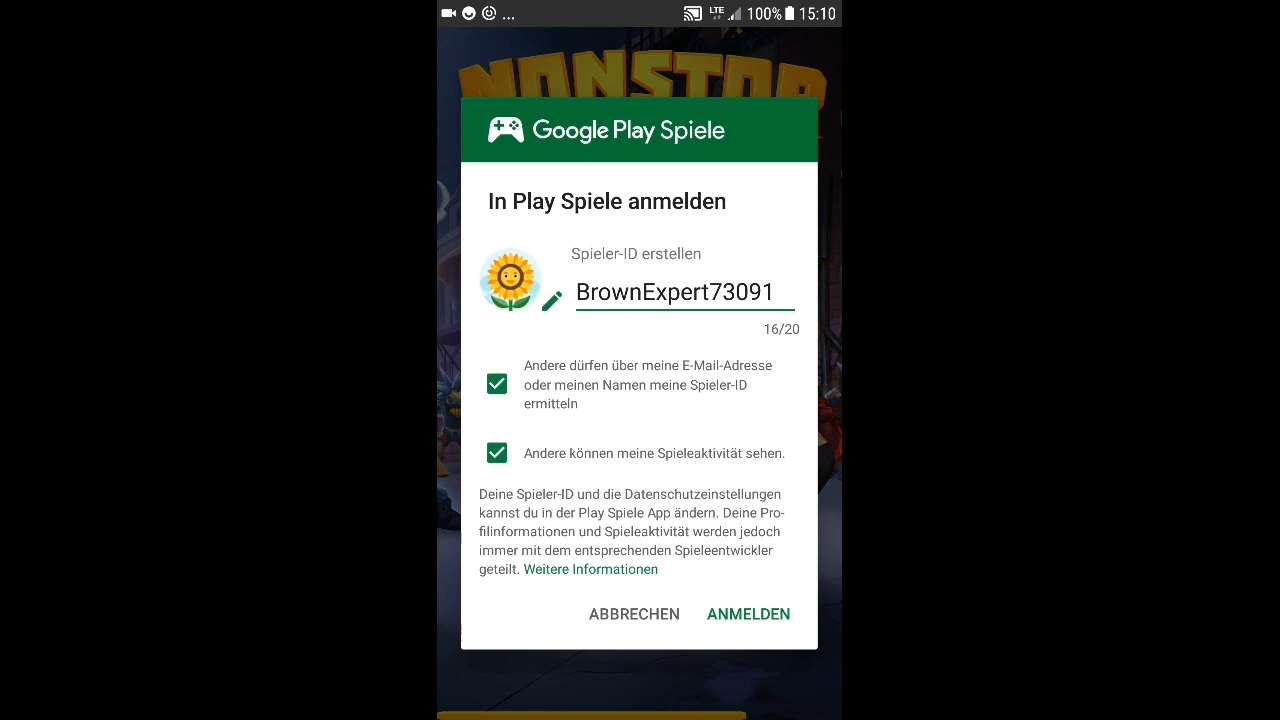 ... LTE 100% 15:10
NONSTOP
Google Play Spiele
In Play Spiele anmelden
Spieler-ID erstellen
BrownExpert73091
16/20
Andere dürfen über meine E-Mail-Adresse
oder meinen Namen meine Spieler-ID
ermitteln
Andere können meine Spieleaktivität sehen.
Deine Spieler-ID und die Datenschutzeinstellungen
kannst du in der Play Spiele App ändern. Deine Pro-
filinformationen und Spieleaktivität werden jedoch
immer mit dem entsprechenden Spieleentwickler
geteilt. Weitere Informationen
ABBRECHEN ANMELDEN